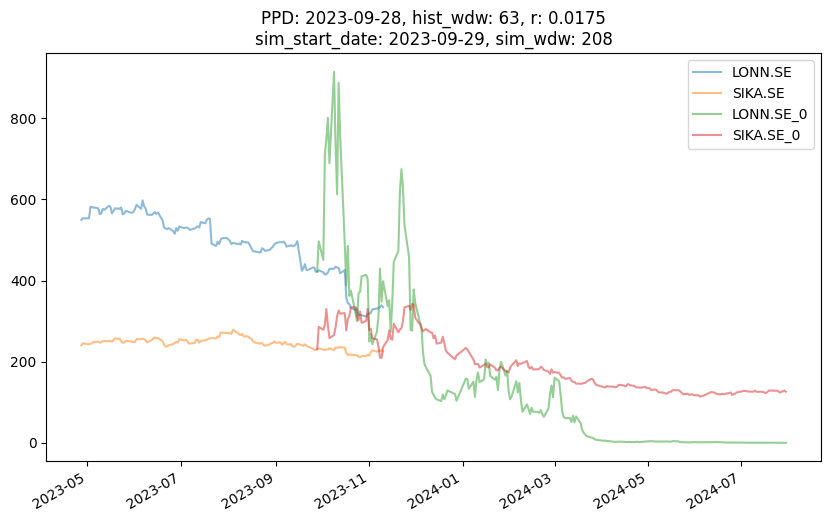 PPD: 2023-09-28, hist_wdw: 63, r: 0.0175
sim_start_date: 2023-09-29, sim_wdw: 208
LONN.SE
SIKA.SE
LONN.SE_0
SIKA.SE_0
800
600
400
200
0
2023-05
2023-07
2023-09
2023-11
2024-01
2024-03
2024-05
2024-07